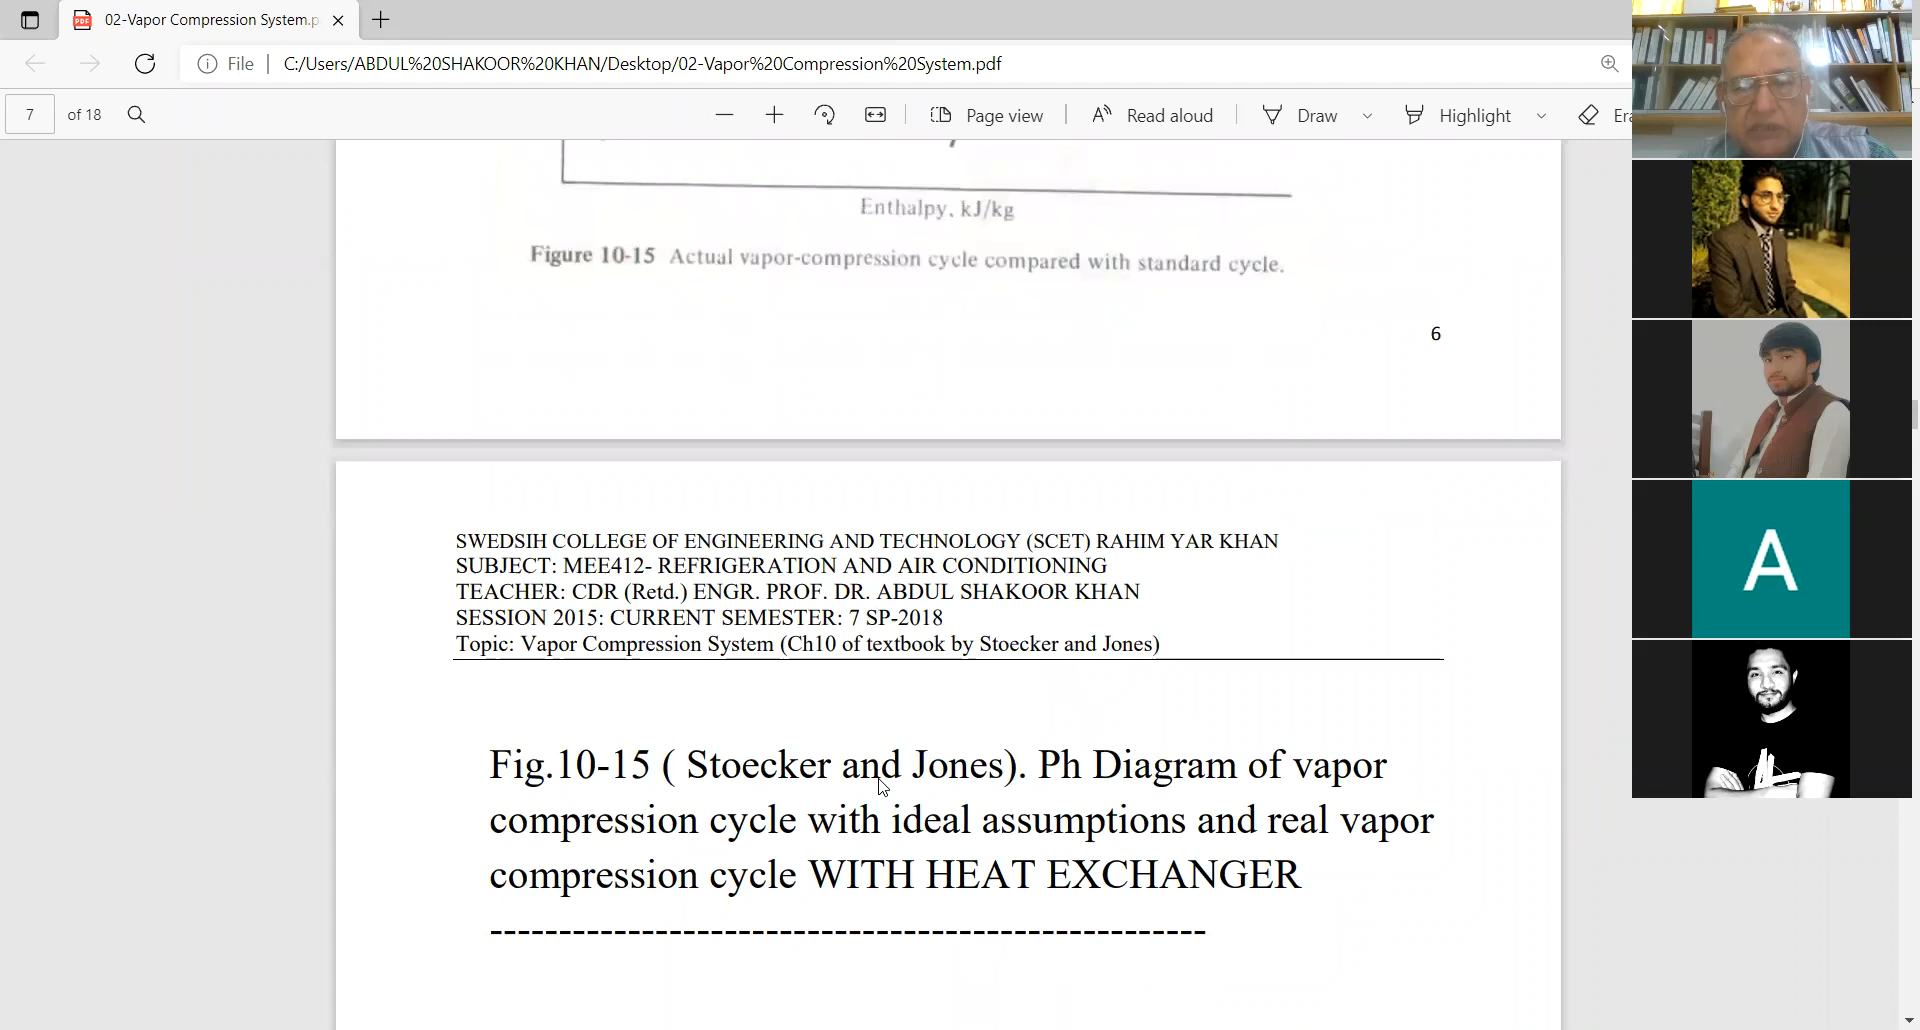 02-Vapor Compression System.p
File
C:/Users/ABDUL%20SHAKOOR%20KHAN/Desktop/02-Vapor%20Compression%20System.pdf
7 of 18
Page view
Read aloud
Draw
Highlight
Era
Enthalpy, kJ/kg
Figure 10-15 Actual vapor-compression cycle compared with standard cycle.
6
SWEDSIH COLLEGE OF ENGINEERING AND TECHNOLOGY (SCET) RAHIM YAR KHAN
SUBJECT: MEE412- REFRIGERATION AND AIR CONDITIONING
TEACHER: CDR (Retd.) ENGR. PROF. DR. ABDUL SHAKOOR KHAN
SESSION 2015: CURRENT SEMESTER: 7 SP-2018
Topic: Vapor Compression System (Ch10 of textbook by Stoecker and Jones)
Fig.10-15 ( Stoecker and Jones). Ph Diagram of vapor
compression cycle with ideal assumptions and real vapor
compression cycle WITH HEAT EXCHANGER
----------------------------------------------------
A